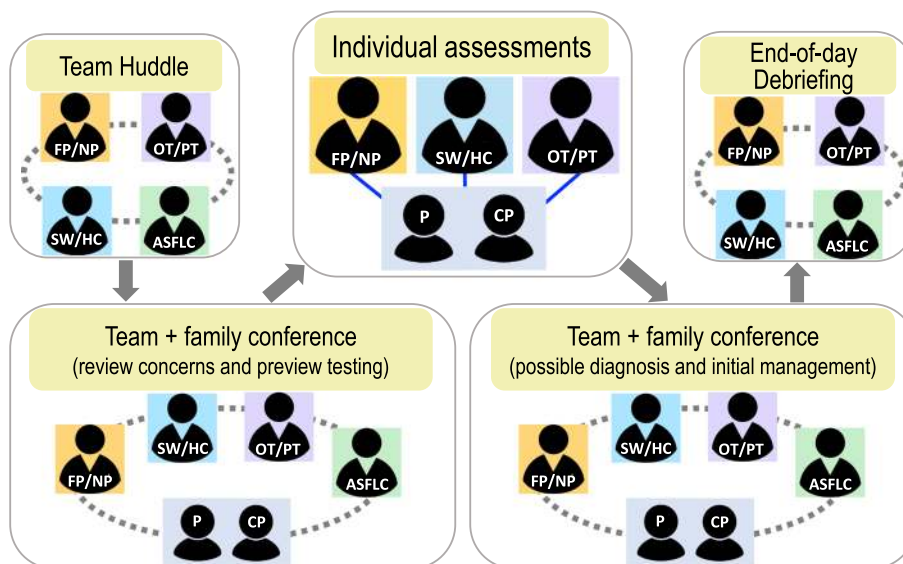 Team Huddle
FP/NP
OT/PT
SW/HC
ASFLC
Team + family conference
(review concerns and preview testing)
FP/NP
SW/HC
OT/PT
ASFLC
P
CP
Individual assessments
FP/NP
SW/HC
OT/PT
P
CP
Team + family conference
(possible diagnosis and initial management)
FP/NP
SW/HC
OT/PT
ASFLC
P
CP
End-of-day
Debriefing
FP/NP
OT/PT
SW/HC
ASFLC